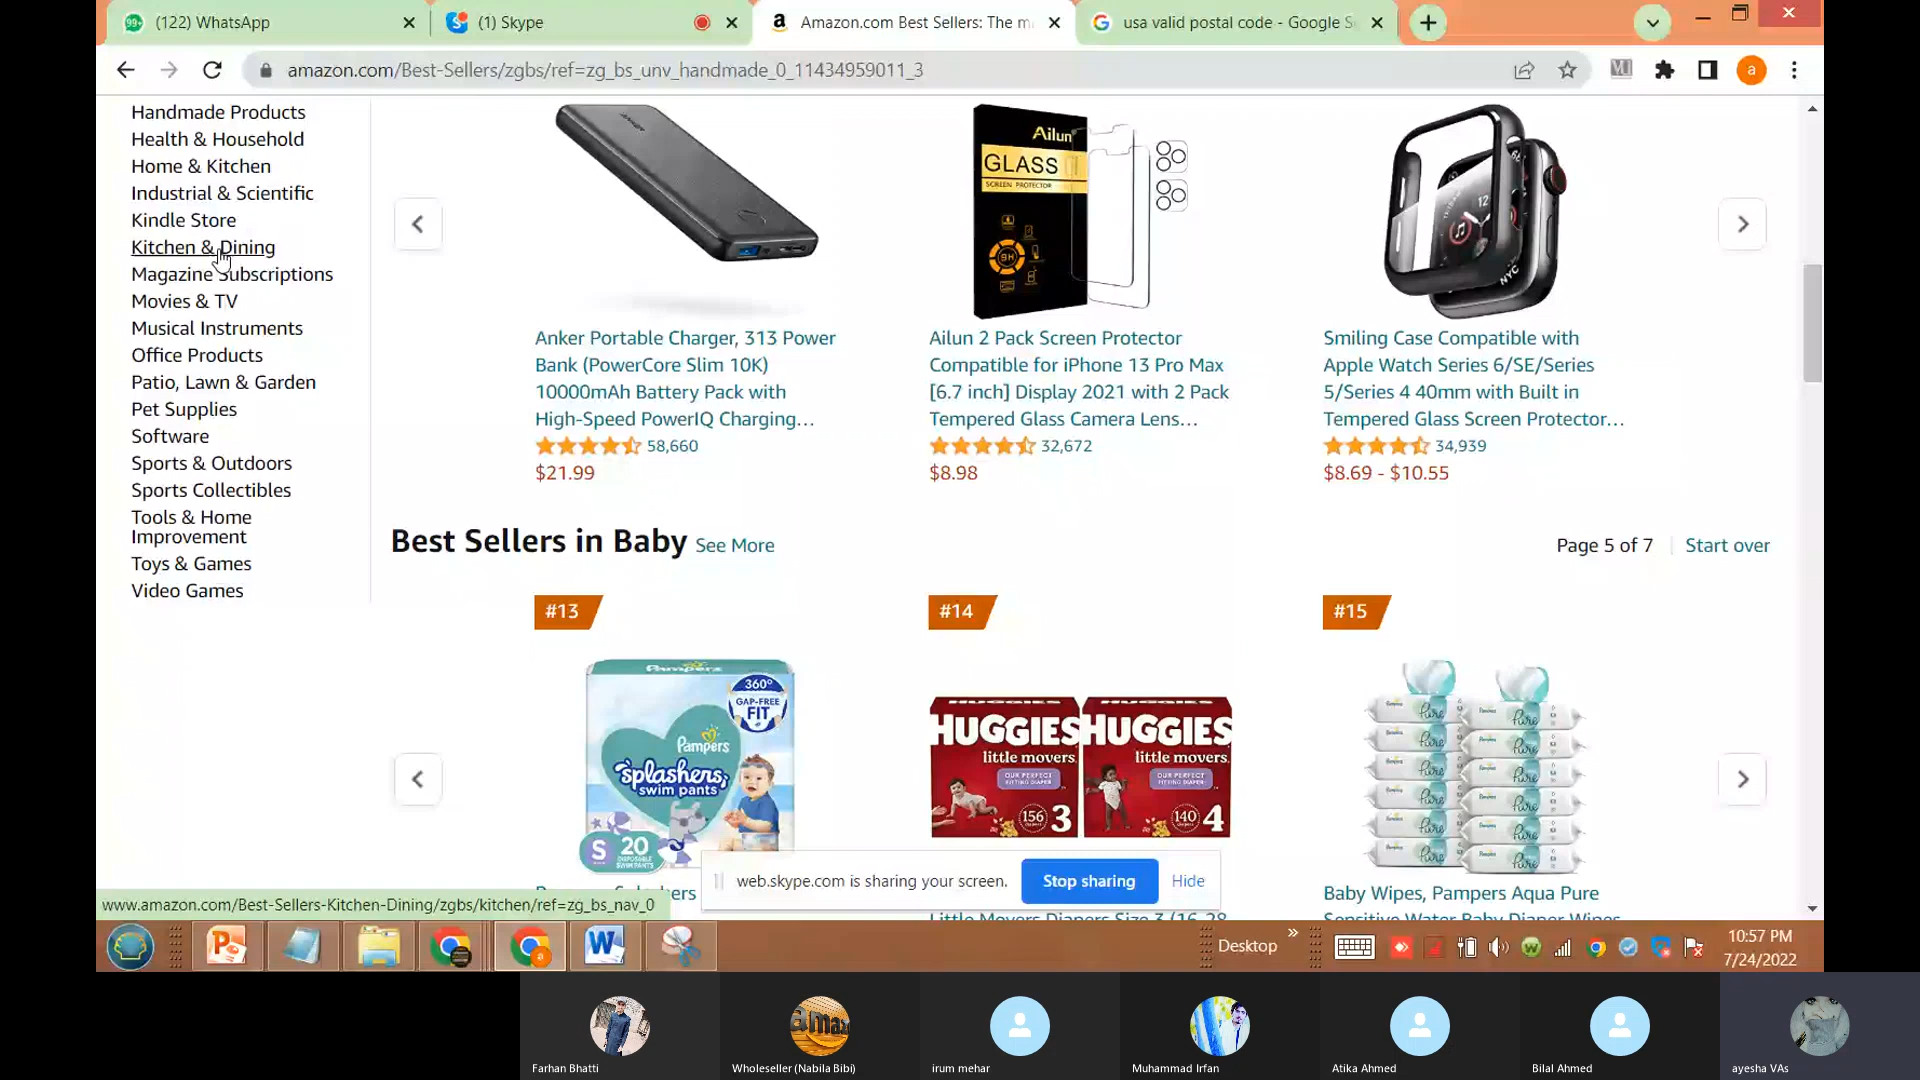 (122) WhatsApp
(1) Skype
Amazon.com Best Sellers: The m
usa valid postal code - Google S
amazon.com/Best-Sellers/zgbs/ref=zg_bs_unv_handmade_0_11434959011_3
a
Handmade Products
Health & Household
Home & Kitchen
Industrial & Scientific
Kindle Store
Kitchen & Dining
Magazine Subscriptions
Movies & TV
Musical Instruments
Office Products
Patio, Lawn & Garden
Pet Supplies
Software
Sports & Outdoors
Sports Collectibles
Tools & Home
Improvement
Toys & Games
Video Games
Ailun
GLASS
SCREEN PROTECTOR
9H
NYC
Anker Portable Charger, 313 Power
Bank (PowerCore Slim 10K)
10000mAh Battery Pack with
High-Speed PowerIQ Charging…
58,660
$21.99
Ailun 2 Pack Screen Protector
Compatible for iPhone 13 Pro Max
[6.7 inch] Display 2021 with 2 Pack
Tempered Glass Camera Lens…
32,672
$8.98
Smiling Case Compatible with
Apple Watch Series 6/SE/Series
5/Series 4 40mm with Built in
Tempered Glass Screen Protector…
34,939
$8.69 - $10.55
Best Sellers in Baby See More
Page 5 of 7
Start over
#13
#14
#15
Pampers
360°
GAP-FREE
FIT
Pampers
splashers
swim pants
S 20
HUGGIES HUGGIES
little movers little movers
OUR PERFECT OUR PERFECT
FITTING DIAPER FITTING DIAPER
156 3
140 4
Pure Pure
Splashers
Little Movers Diapers Size 3 (16-28
Baby Wipes, Pampers Aqua Pure
Sensitive Water Baby Diaper Wipes
web.skype.com is sharing your screen.
Stop sharing
Hide
www.amazon.com/Best-Sellers-Kitchen-Dining/zgbs/kitchen/ref=zg_bs_nav_0
Desktop
10:57 PM
7/24/2022
Farhan Bhatti
Wholeseller (Nabila Bibi)
irum mehar
Muhammad Irfan
Atika Ahmed
Bilal Ahmed
ayesha VAs